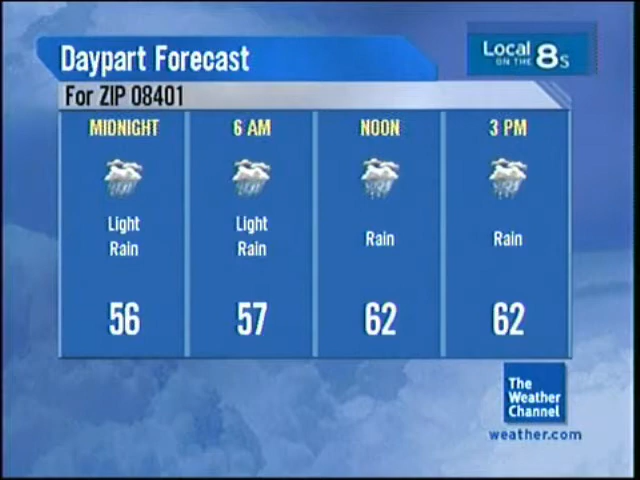 Daypart Forecast
Local
ON THE 8s
For ZIP 08401
MIDNIGHT 6 AM NOON 3 PM
Light Light
Rain Rain Rain Rain
56 57 62 62
The
Weather
Channel
weather.com